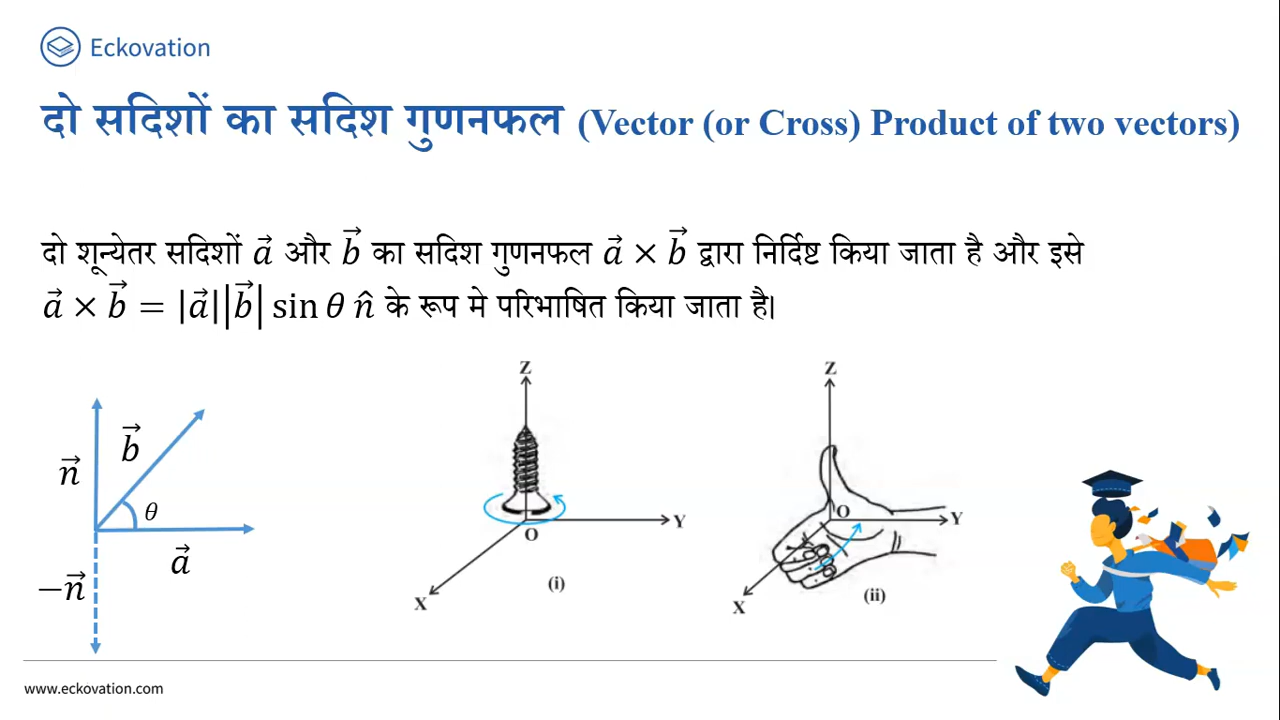 Eckovation
दो सदिशों का सदिश गुणनफल (Vector (or Cross) Product of two vectors)
दो शून्येतर सदिशों a⃗ और b⃗ का सदिश गुणनफल a⃗ × b⃗ द्वारा निर्दिष्ट किया जाता है और इसे
a⃗ × b⃗ = |a⃗||b⃗| sin θ n̂ के रूप मे परिभाषित किया जाता है।
n⃗
b⃗
θ
a⃗
−n⃗
Z
Y
O
X
(i)
Z
O
Y
X
(ii)
www.eckovation.com